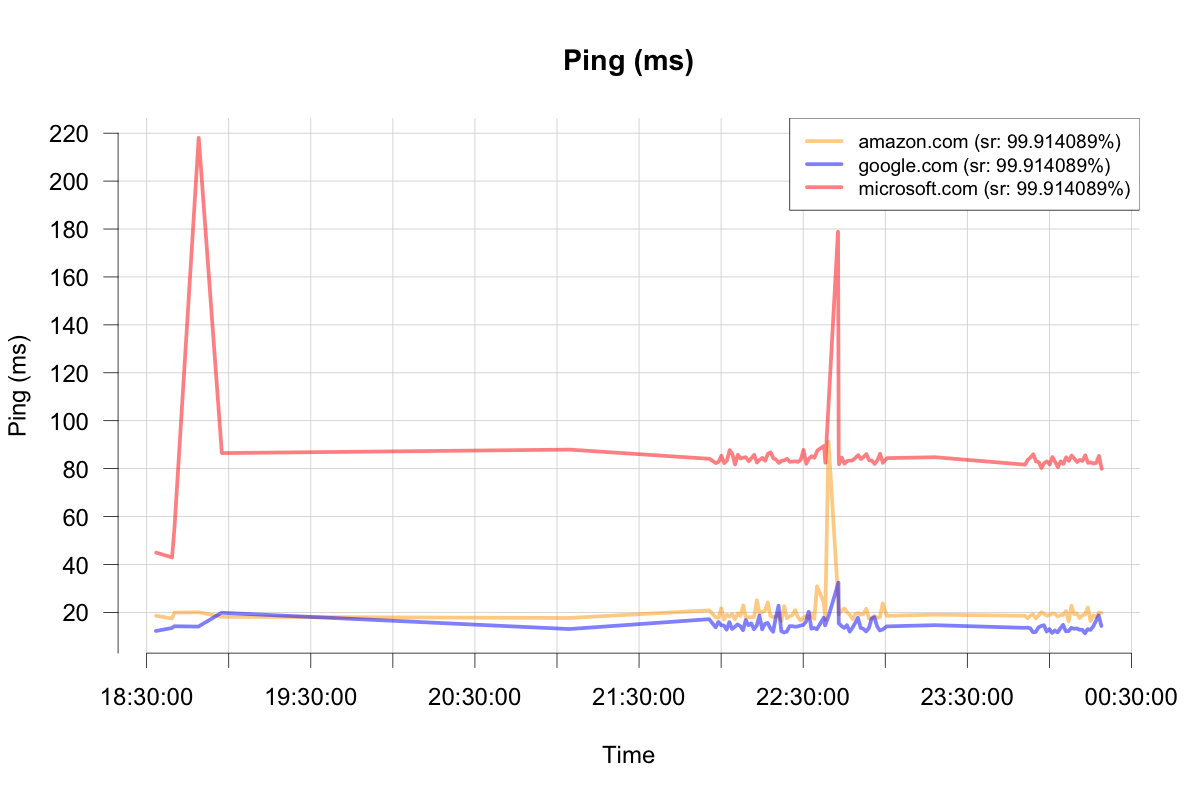 Ping (ms)
amazon.com (sr: 99.914089%)
google.com (sr: 99.914089%)
microsoft.com (sr: 99.914089%)
220
200
180
160
140
120
100
80
60
40
20
Ping (ms)
18:30:00 19:30:00 20:30:00 21:30:00 22:30:00 23:30:00 00:30:00
Time